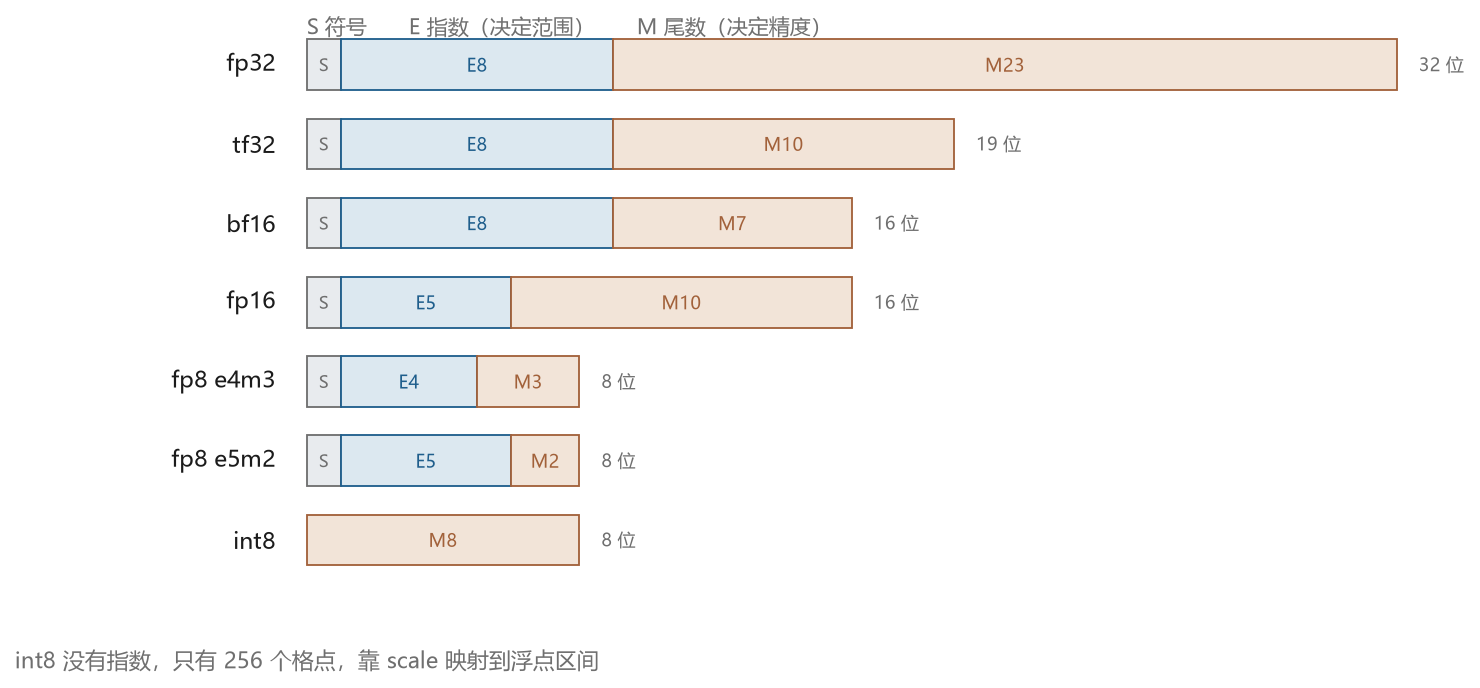 S 符号 E 指数（决定范围） M 尾数（决定精度）
fp32 S E8 M23 32 位
tf32 S E8 M10 19 位
bf16 S E8 M7 16 位
fp16 S E5 M10 16 位
fp8 e4m3 S E4 M3 8 位
fp8 e5m2 S E5 M2 8 位
int8 M8 8 位
int8 没有指数，只有 256 个格点，靠 scale 映射到浮点区间